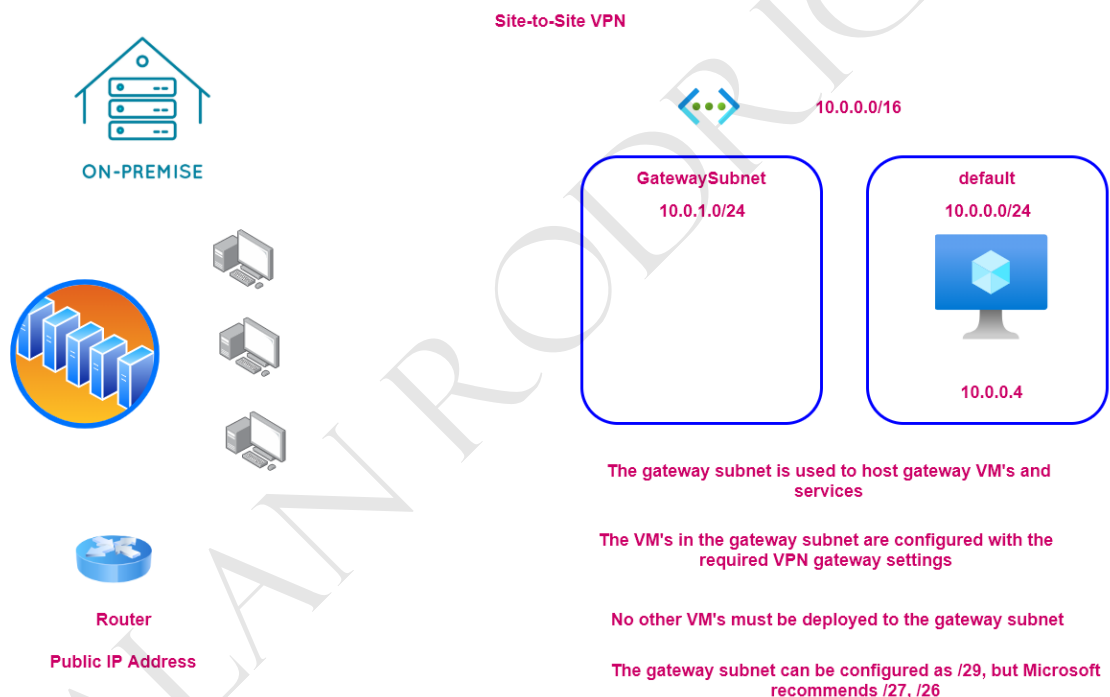 Site-to-Site VPN
ON-PREMISE
10.0.0.0/16
GatewaySubnet
10.0.1.0/24
default
10.0.0.0/24
10.0.0.4
The gateway subnet is used to host gateway VM's and
services
The VM's in the gateway subnet are configured with the
required VPN gateway settings
Router
No other VM's must be deployed to the gateway subnet
Public IP Address
The gateway subnet can be configured as /29, but Microsoft
recommends /27, /26
ALAN RODRIG